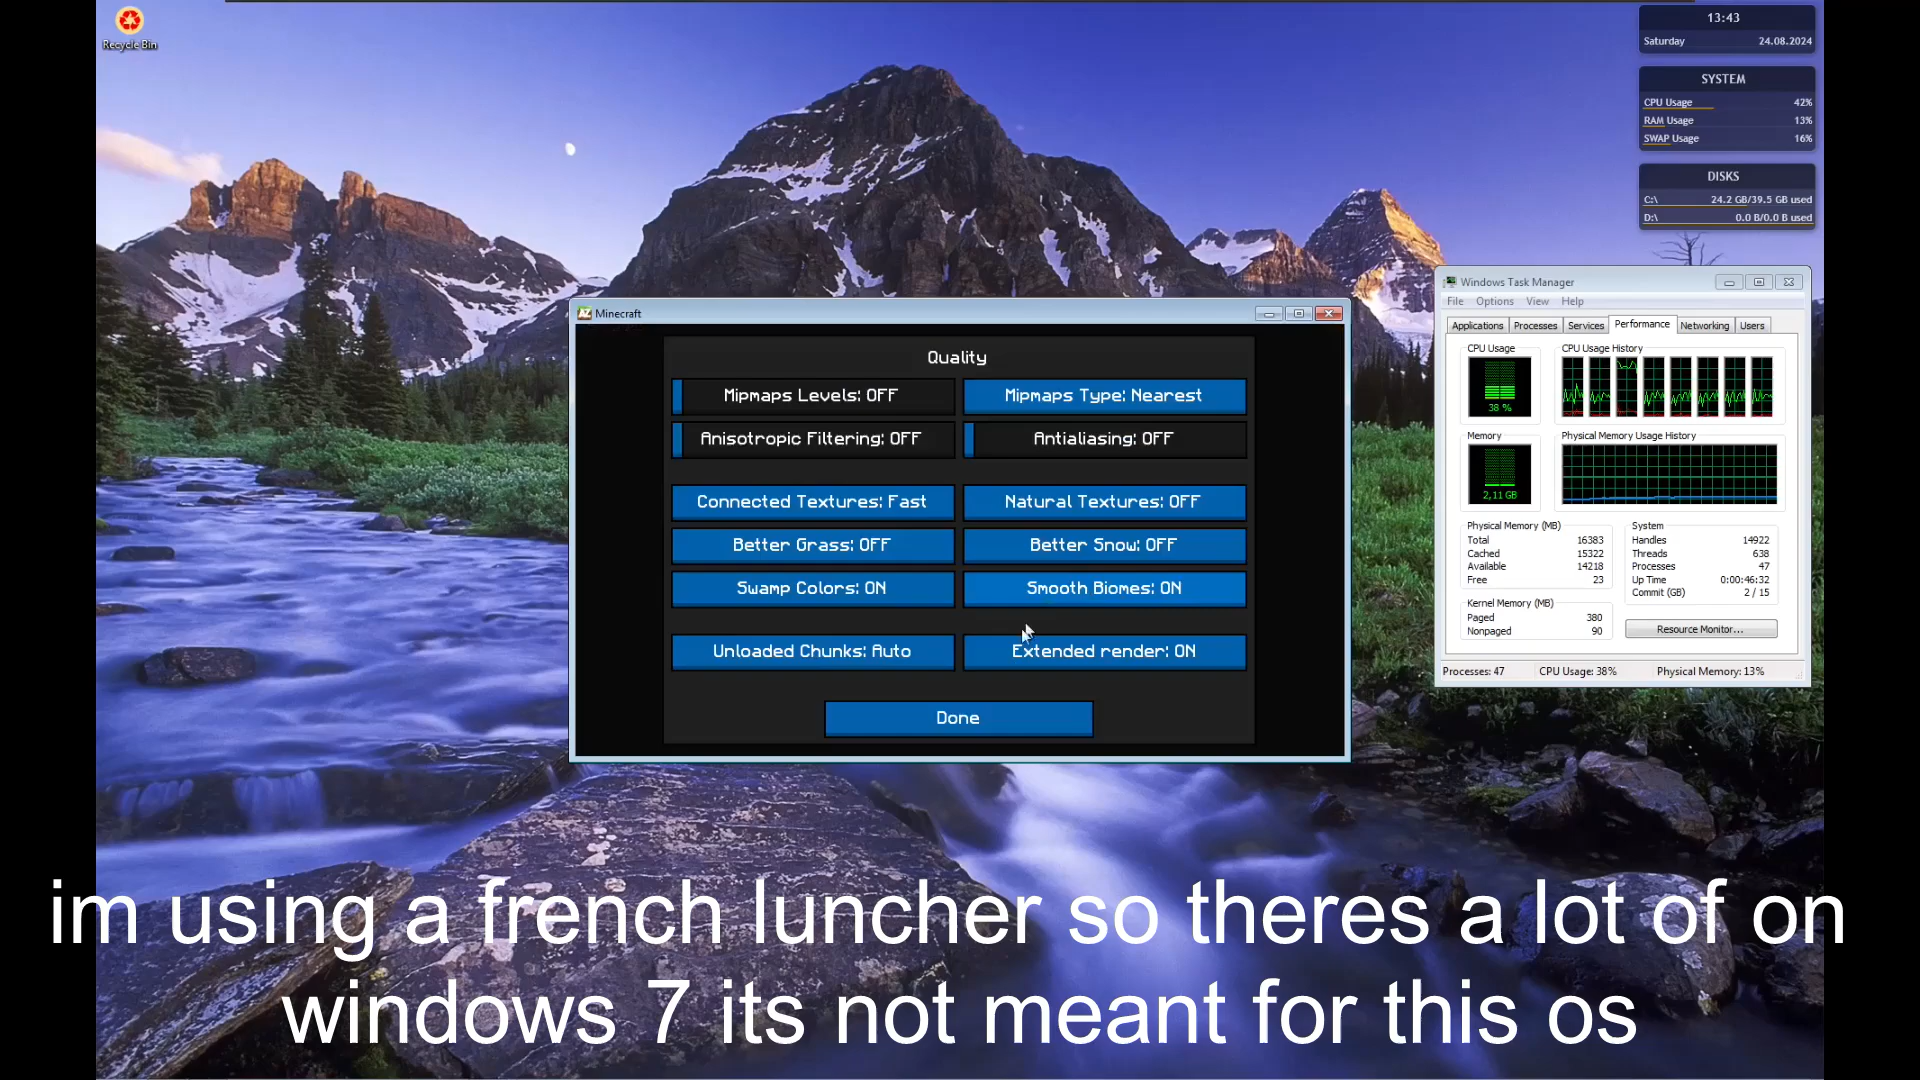 Recycle Bin
13:43
Saturday 24.08.2024
SYSTEM
CPU Usage 42%
RAM Usage 13%
SWAP Usage 16%
DISKS
C:\ 24.2 GB/39.5 GB used
D:\ 0.0 B/0.0 B used
Minecraft
Quality
Mipmaps Levels: OFF
Mipmaps Type: Nearest
Anisotropic Filtering: OFF
Antialiasing: OFF
Connected Textures: Fast
Natural Textures: OFF
Better Grass: OFF
Better Snow: OFF
Swamp Colors: ON
Smooth Biomes: ON
Unloaded Chunks: Auto
Extended render: ON
Done
Windows Task Manager
File Options View Help
Applications Processes Services Performance Networking Users
CPU Usage
CPU Usage History
38 %
Memory
Physical Memory Usage History
2,11 GB
Physical Memory (MB)
Total 16383
Cached 15322
Available 14218
Free 23
System
Handles 14922
Threads 638
Processes 47
Up Time 0:00:46:32
Commit (GB) 2 / 15
Kernel Memory (MB)
Paged 380
Nonpaged 90
Resource Monitor...
Processes: 47 CPU Usage: 38% Physical Memory: 13%
im using a french luncher so theres a lot of on
windows 7 its not meant for this os